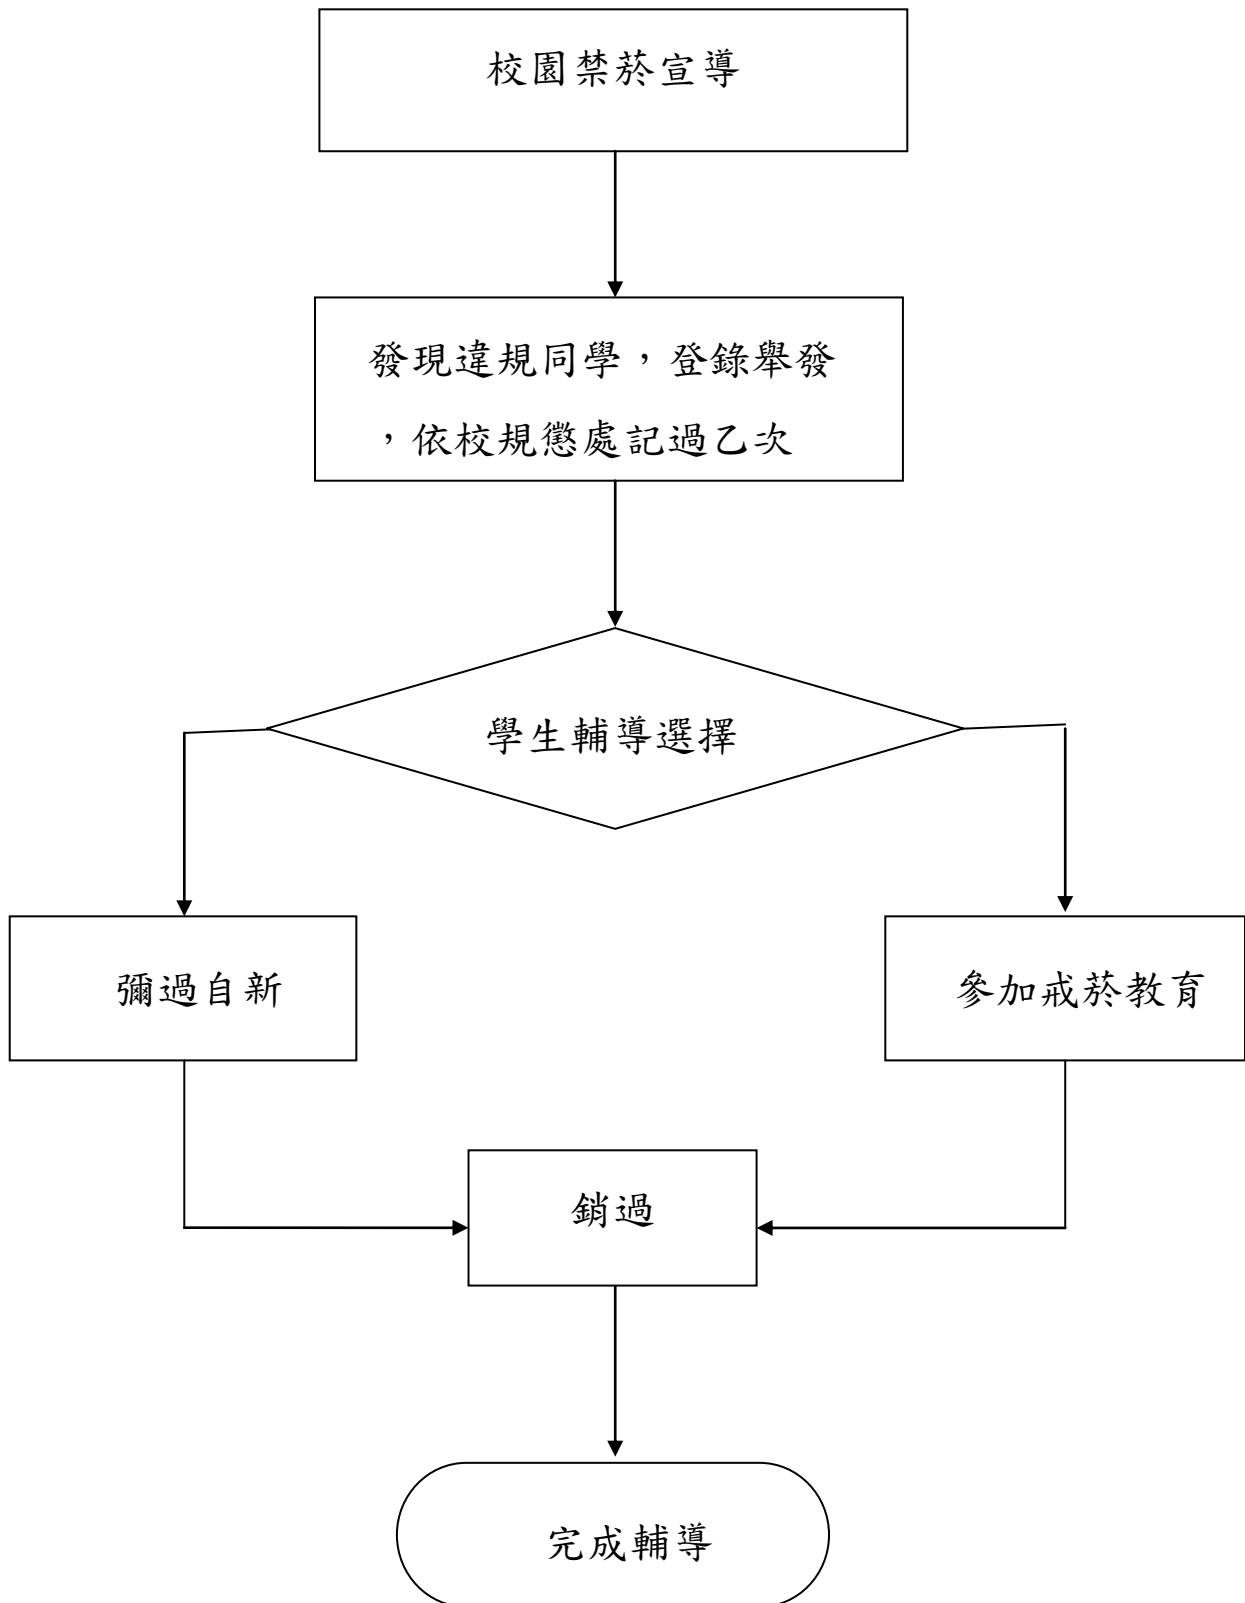 校園禁菸宣導
發現違規同學，登錄舉發
，依校規懲處記過乙次
學生輔導選擇
彌過自新
參加戒菸教育
銷過
完成輔導